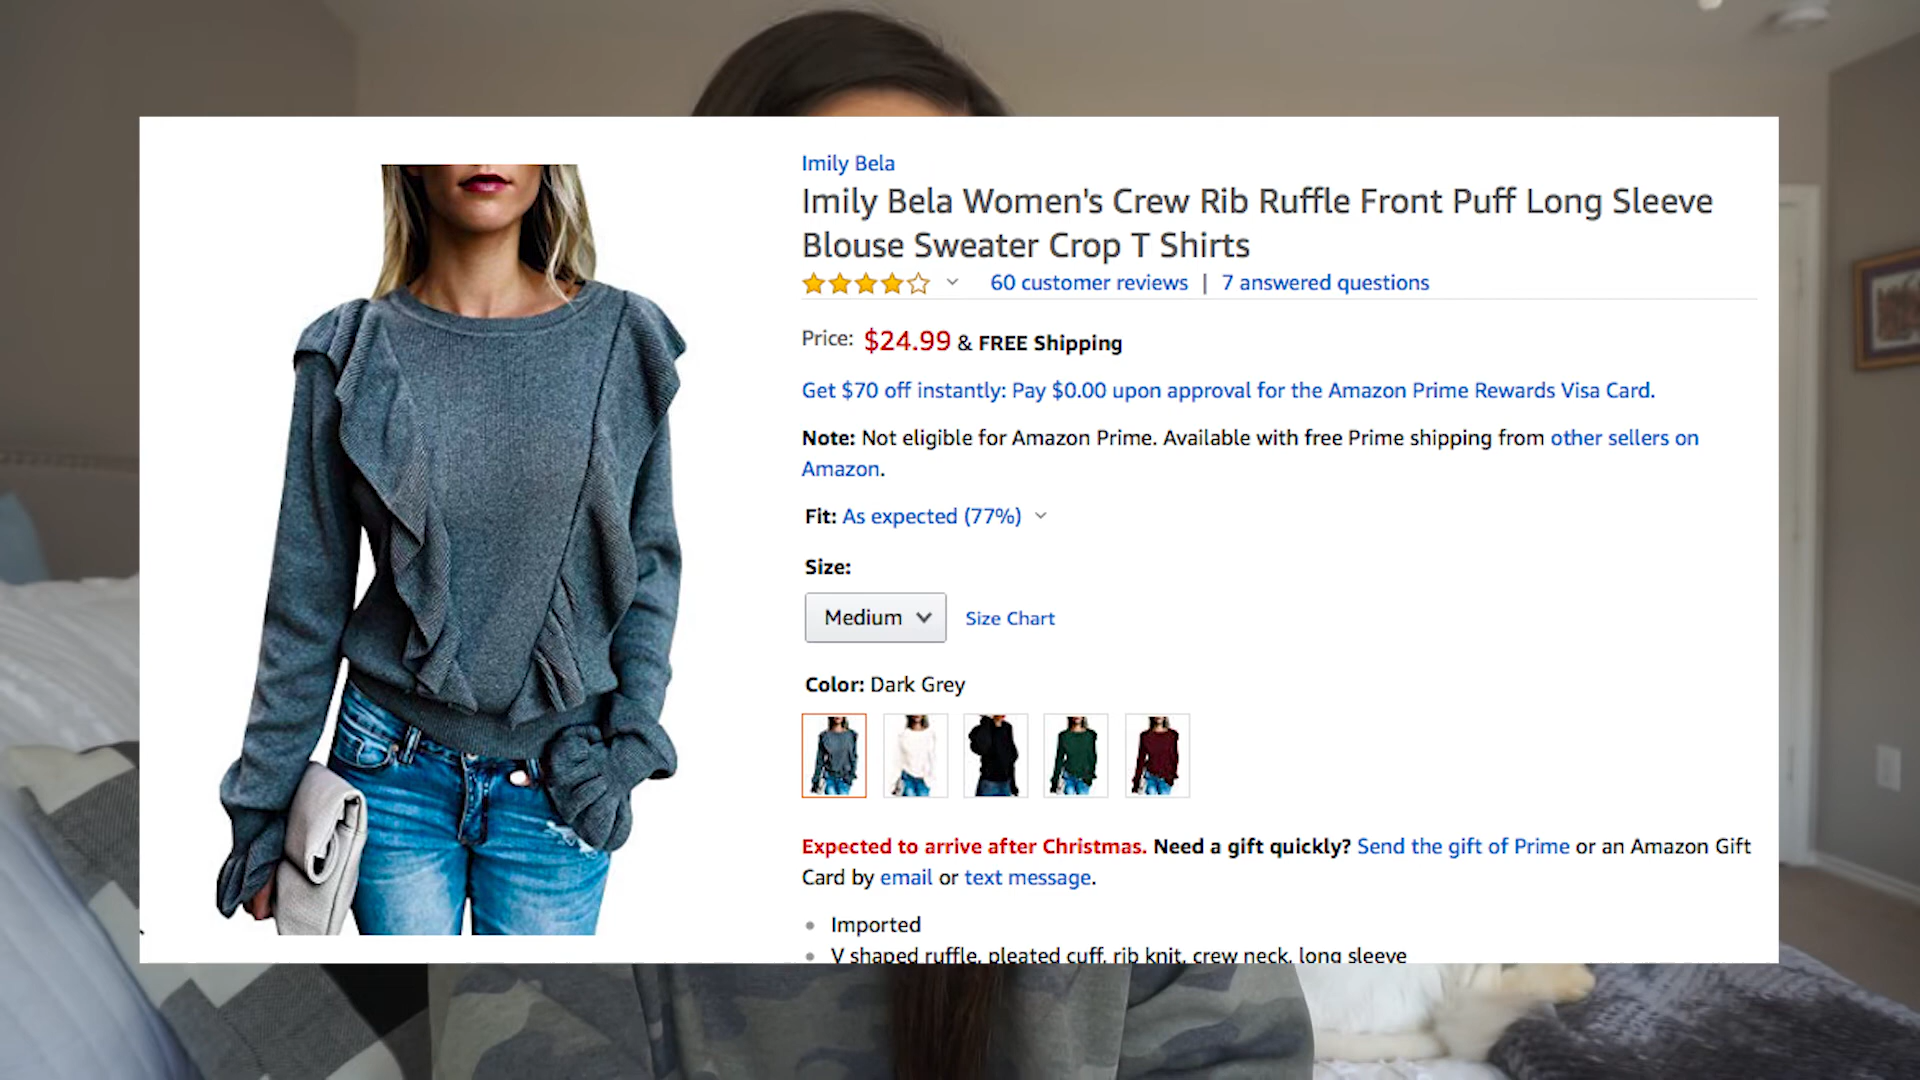 Imily Bela
Imily Bela Women's Crew Rib Ruffle Front Puff Long Sleeve
Blouse Sweater Crop T Shirts
60 customer reviews | 7 answered questions
Price: $24.99 & FREE Shipping
Get $70 off instantly: Pay $0.00 upon approval for the Amazon Prime Rewards Visa Card.
Note: Not eligible for Amazon Prime. Available with free Prime shipping from other sellers on
Amazon.
Fit: As expected (77%)
Size:
Medium
Size Chart
Color: Dark Grey
Expected to arrive after Christmas. Need a gift quickly? Send the gift of Prime or an Amazon Gift
Card by email or text message.
Imported
V shaped ruffle, pleated cuff, rib knit, crew neck, long sleeve